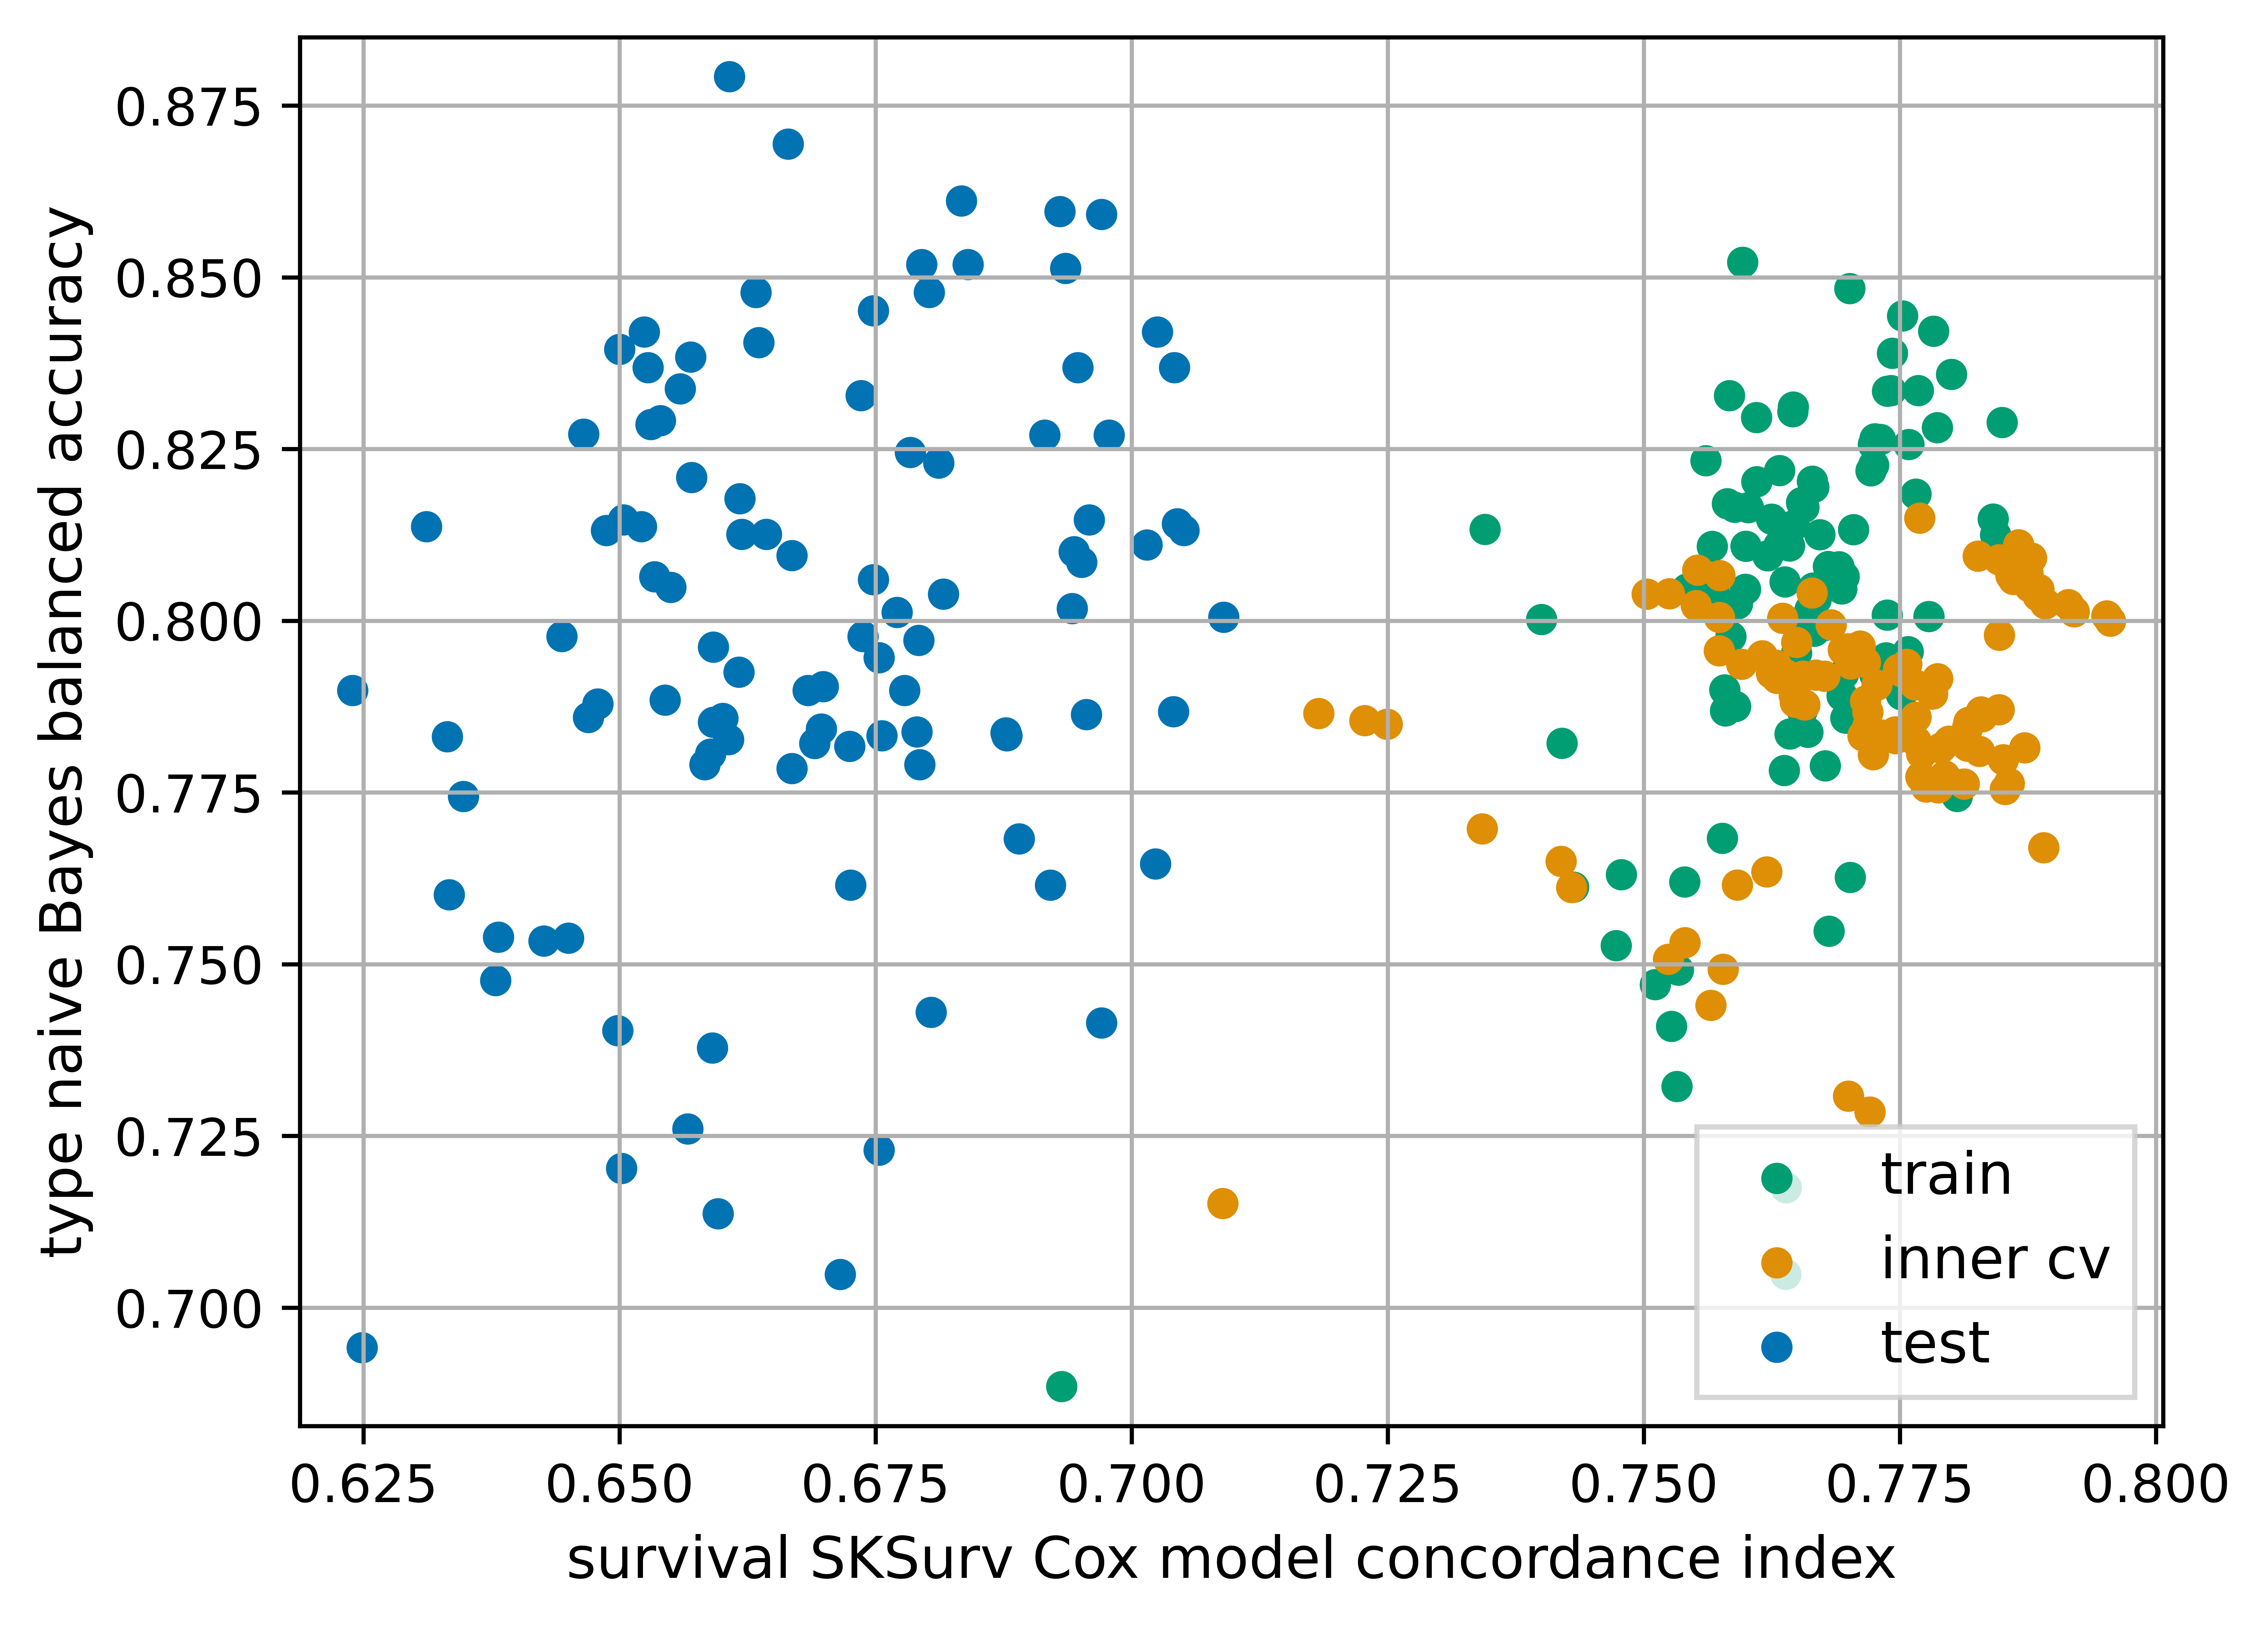 type naive Bayes balanced accuracy
0.875
0.850
0.825
0.800
0.775
0.750
0.725
0.700
train
inner cv
test
0.625 0.650 0.675 0.700 0.725 0.750 0.775 0.800
survival SKSurv Cox model concordance index